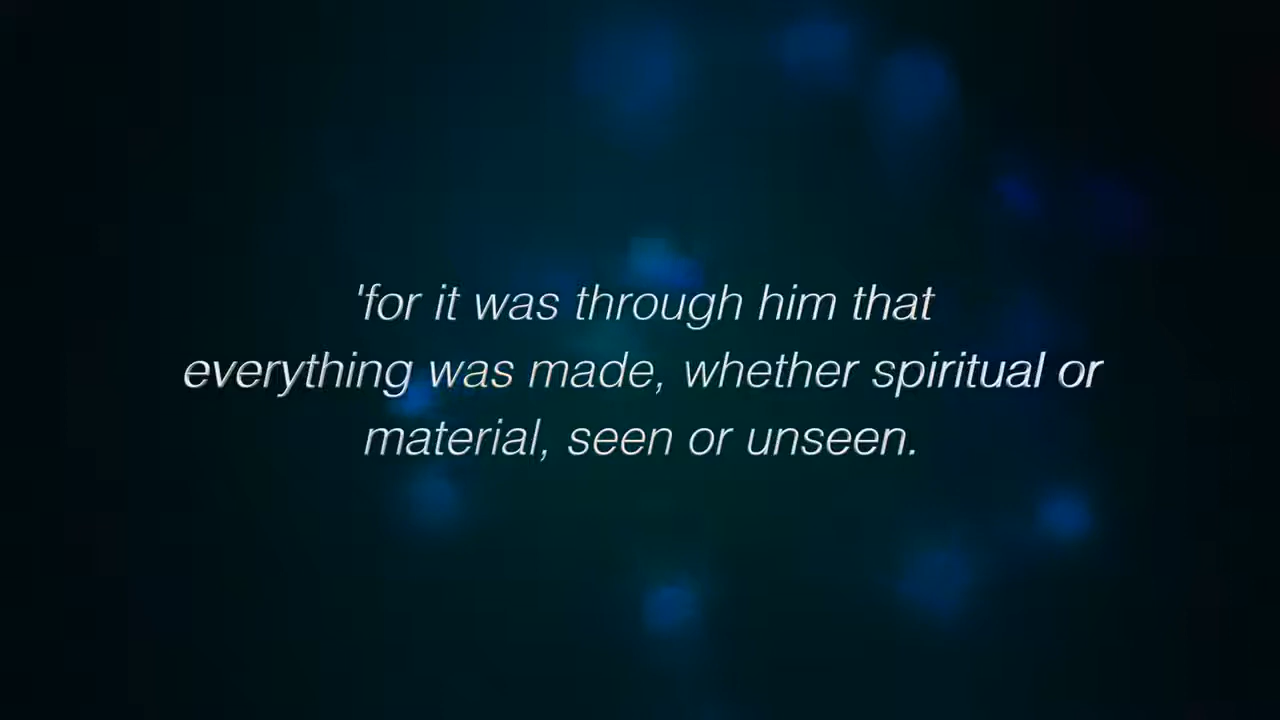 'for it was through him that
everything was made, whether spiritual or
material, seen or unseen.